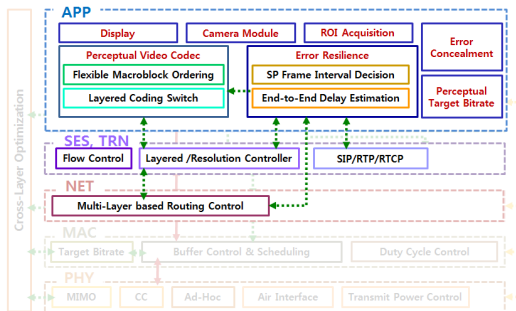 APP
Display
Camera Module
ROI Acquisition
Error
Concealment
Perceptual Video Codec
Error Resilience
Flexible Macroblock Ordering
SP Frame Interval Decision
Layered Coding Switch
End-to-End Delay Estimation
Perceptual
Target Bitrate
Cross-Layer Optimization
SES, TRN
Flow Control
Layered /Resolution Controller
SIP/RTP/RTCP
NET
Multi-Layer based Routing Control
MAC
Target Bitrate
Buffer Control & Scheduling
Duty Cycle Control
PHY
MIMO
CC
Ad-Hoc
Air Interface
Transmit Power Control